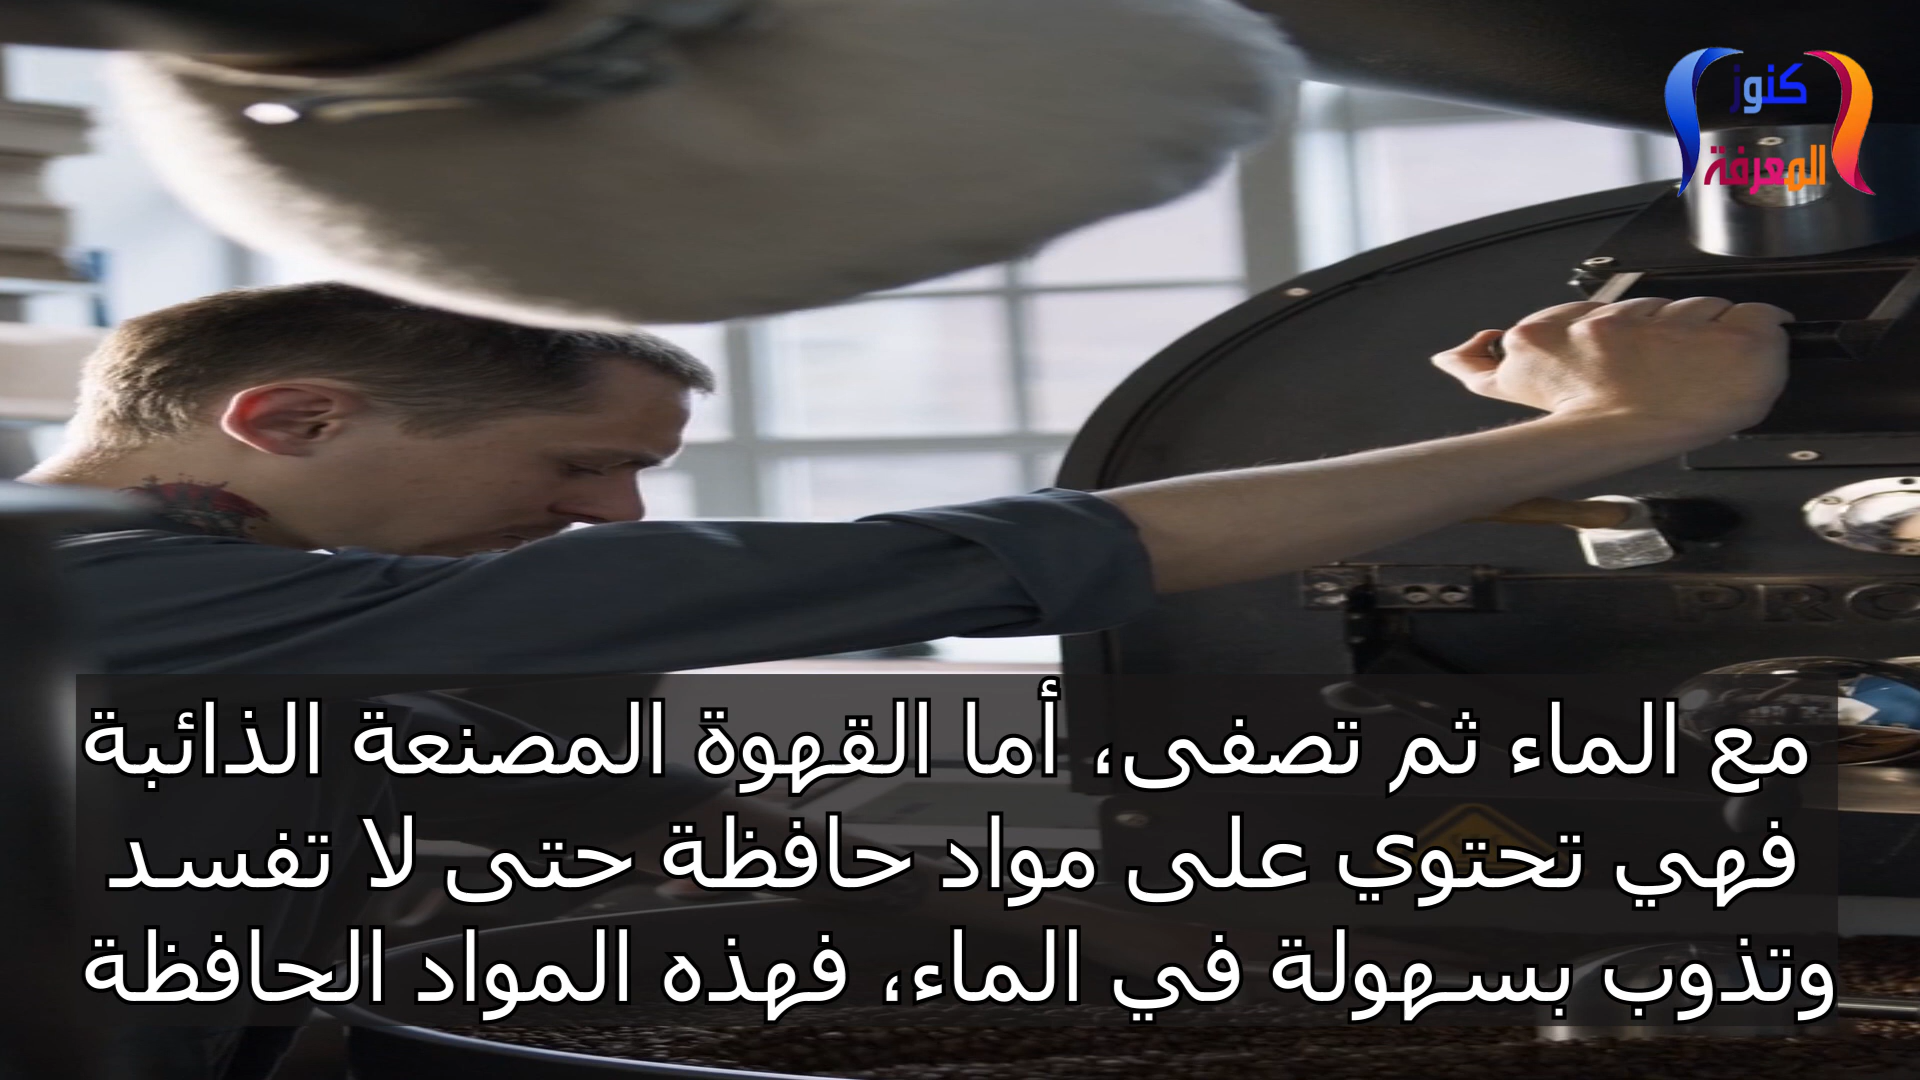 كنوز
المعرفة
PRO
مع الماء ثم تصفى، أما القهوة المصنعة الذائبة
فهي تحتوي على مواد حافظة حتى لا تفسد
وتذوب بسهولة في الماء، فهذه المواد الحافظة